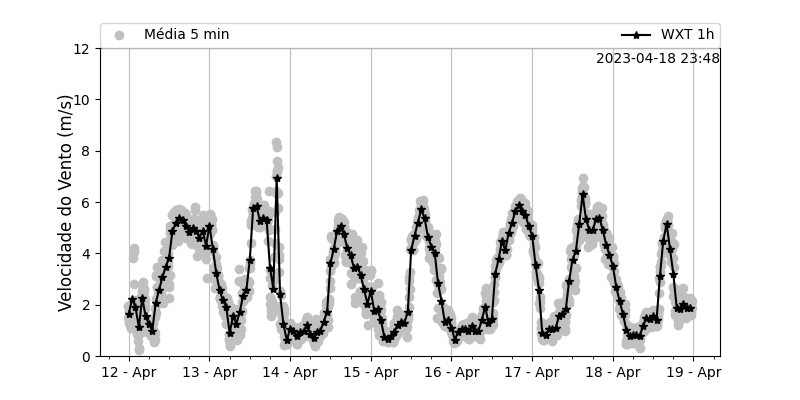 Média 5 min
WXT 1h
2023-04-18 23:48
Velocidade do Vento (m/s)
12
10
8
6
4
2
0
12 - Apr
13 - Apr
14 - Apr
15 - Apr
16 - Apr
17 - Apr
18 - Apr
19 - Apr